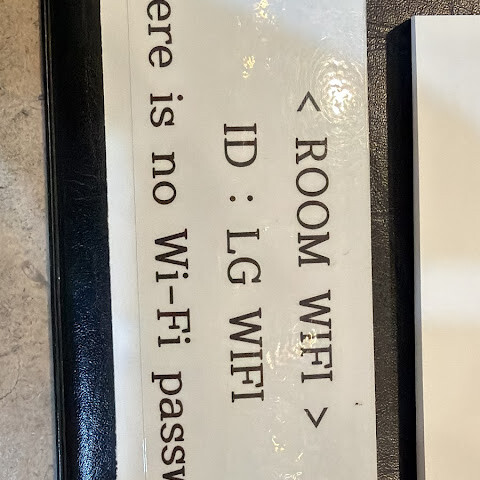 < ROOM WIFI >
ID : LG WIFI
ere is no Wi-Fi passw